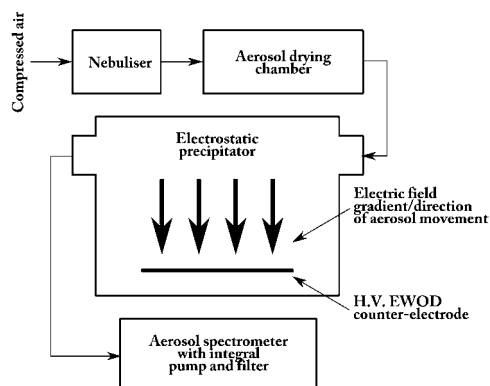 Compressed air
Nebuliser
Aerosol drying
chamber
Electrostatic
precipitator
Electric field
gradient/direction
of aerosol movement
H.V. EWOD
counter-electrode
Aerosol spectrometer
with integral
pump and filter